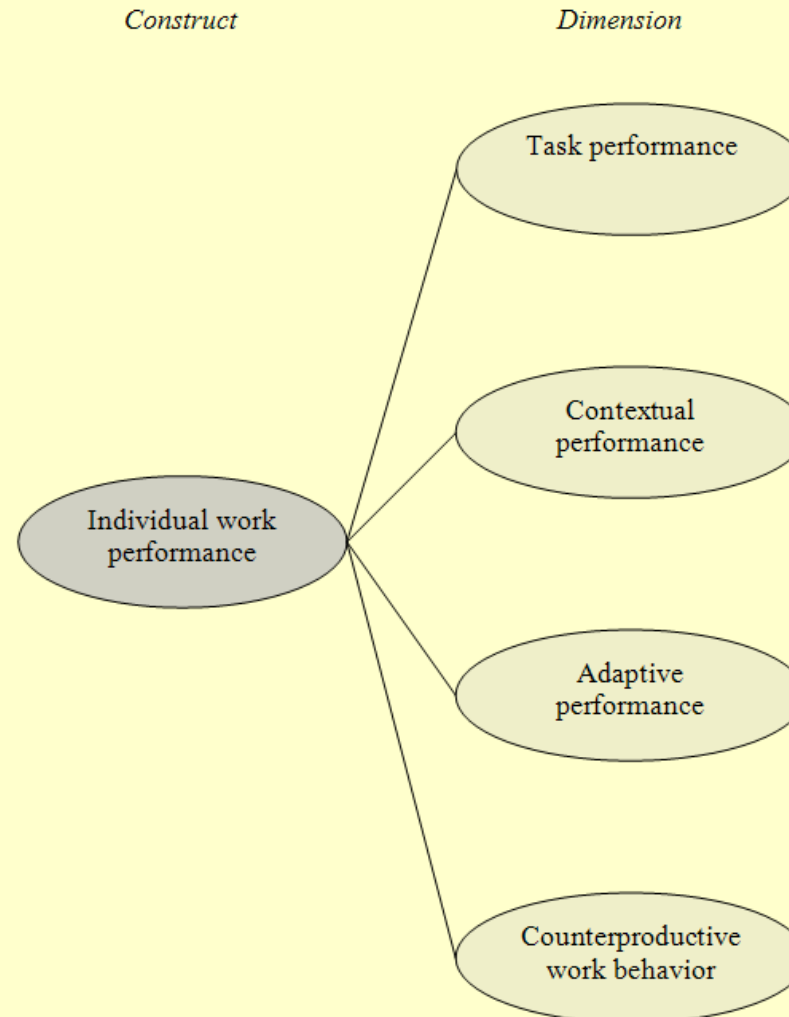 Construct
Dimension
Task performance
Contextual
performance
Individual work
performance
Adaptive
performance
Counterproductive
work behavior